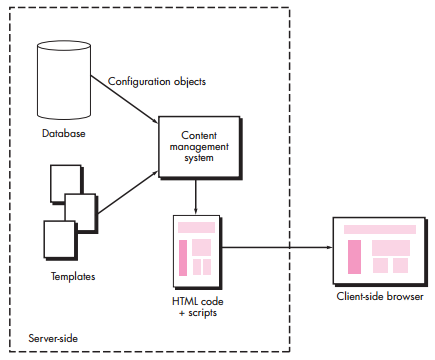 Configuration objects
Database
Content
management
system
Templates
HTML code
+ scripts
Client-side browser
Server-side